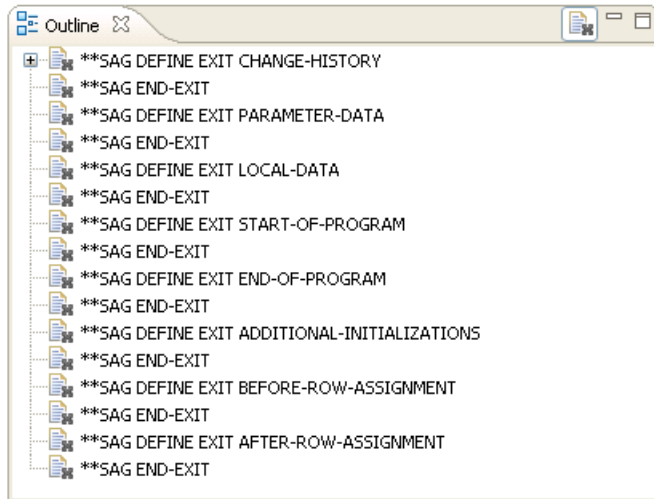 Outline
**SAG DEFINE EXIT CHANGE-HISTORY
**SAG END-EXIT
**SAG DEFINE EXIT PARAMETER-DATA
**SAG END-EXIT
**SAG DEFINE EXIT LOCAL-DATA
**SAG END-EXIT
**SAG DEFINE EXIT START-OF-PROGRAM
**SAG END-EXIT
**SAG DEFINE EXIT END-OF-PROGRAM
**SAG END-EXIT
**SAG DEFINE EXIT ADDITIONAL-INITIALIZATIONS
**SAG END-EXIT
**SAG DEFINE EXIT BEFORE-ROW-ASSIGNMENT
**SAG END-EXIT
**SAG DEFINE EXIT AFTER-ROW-ASSIGNMENT
**SAG END-EXIT